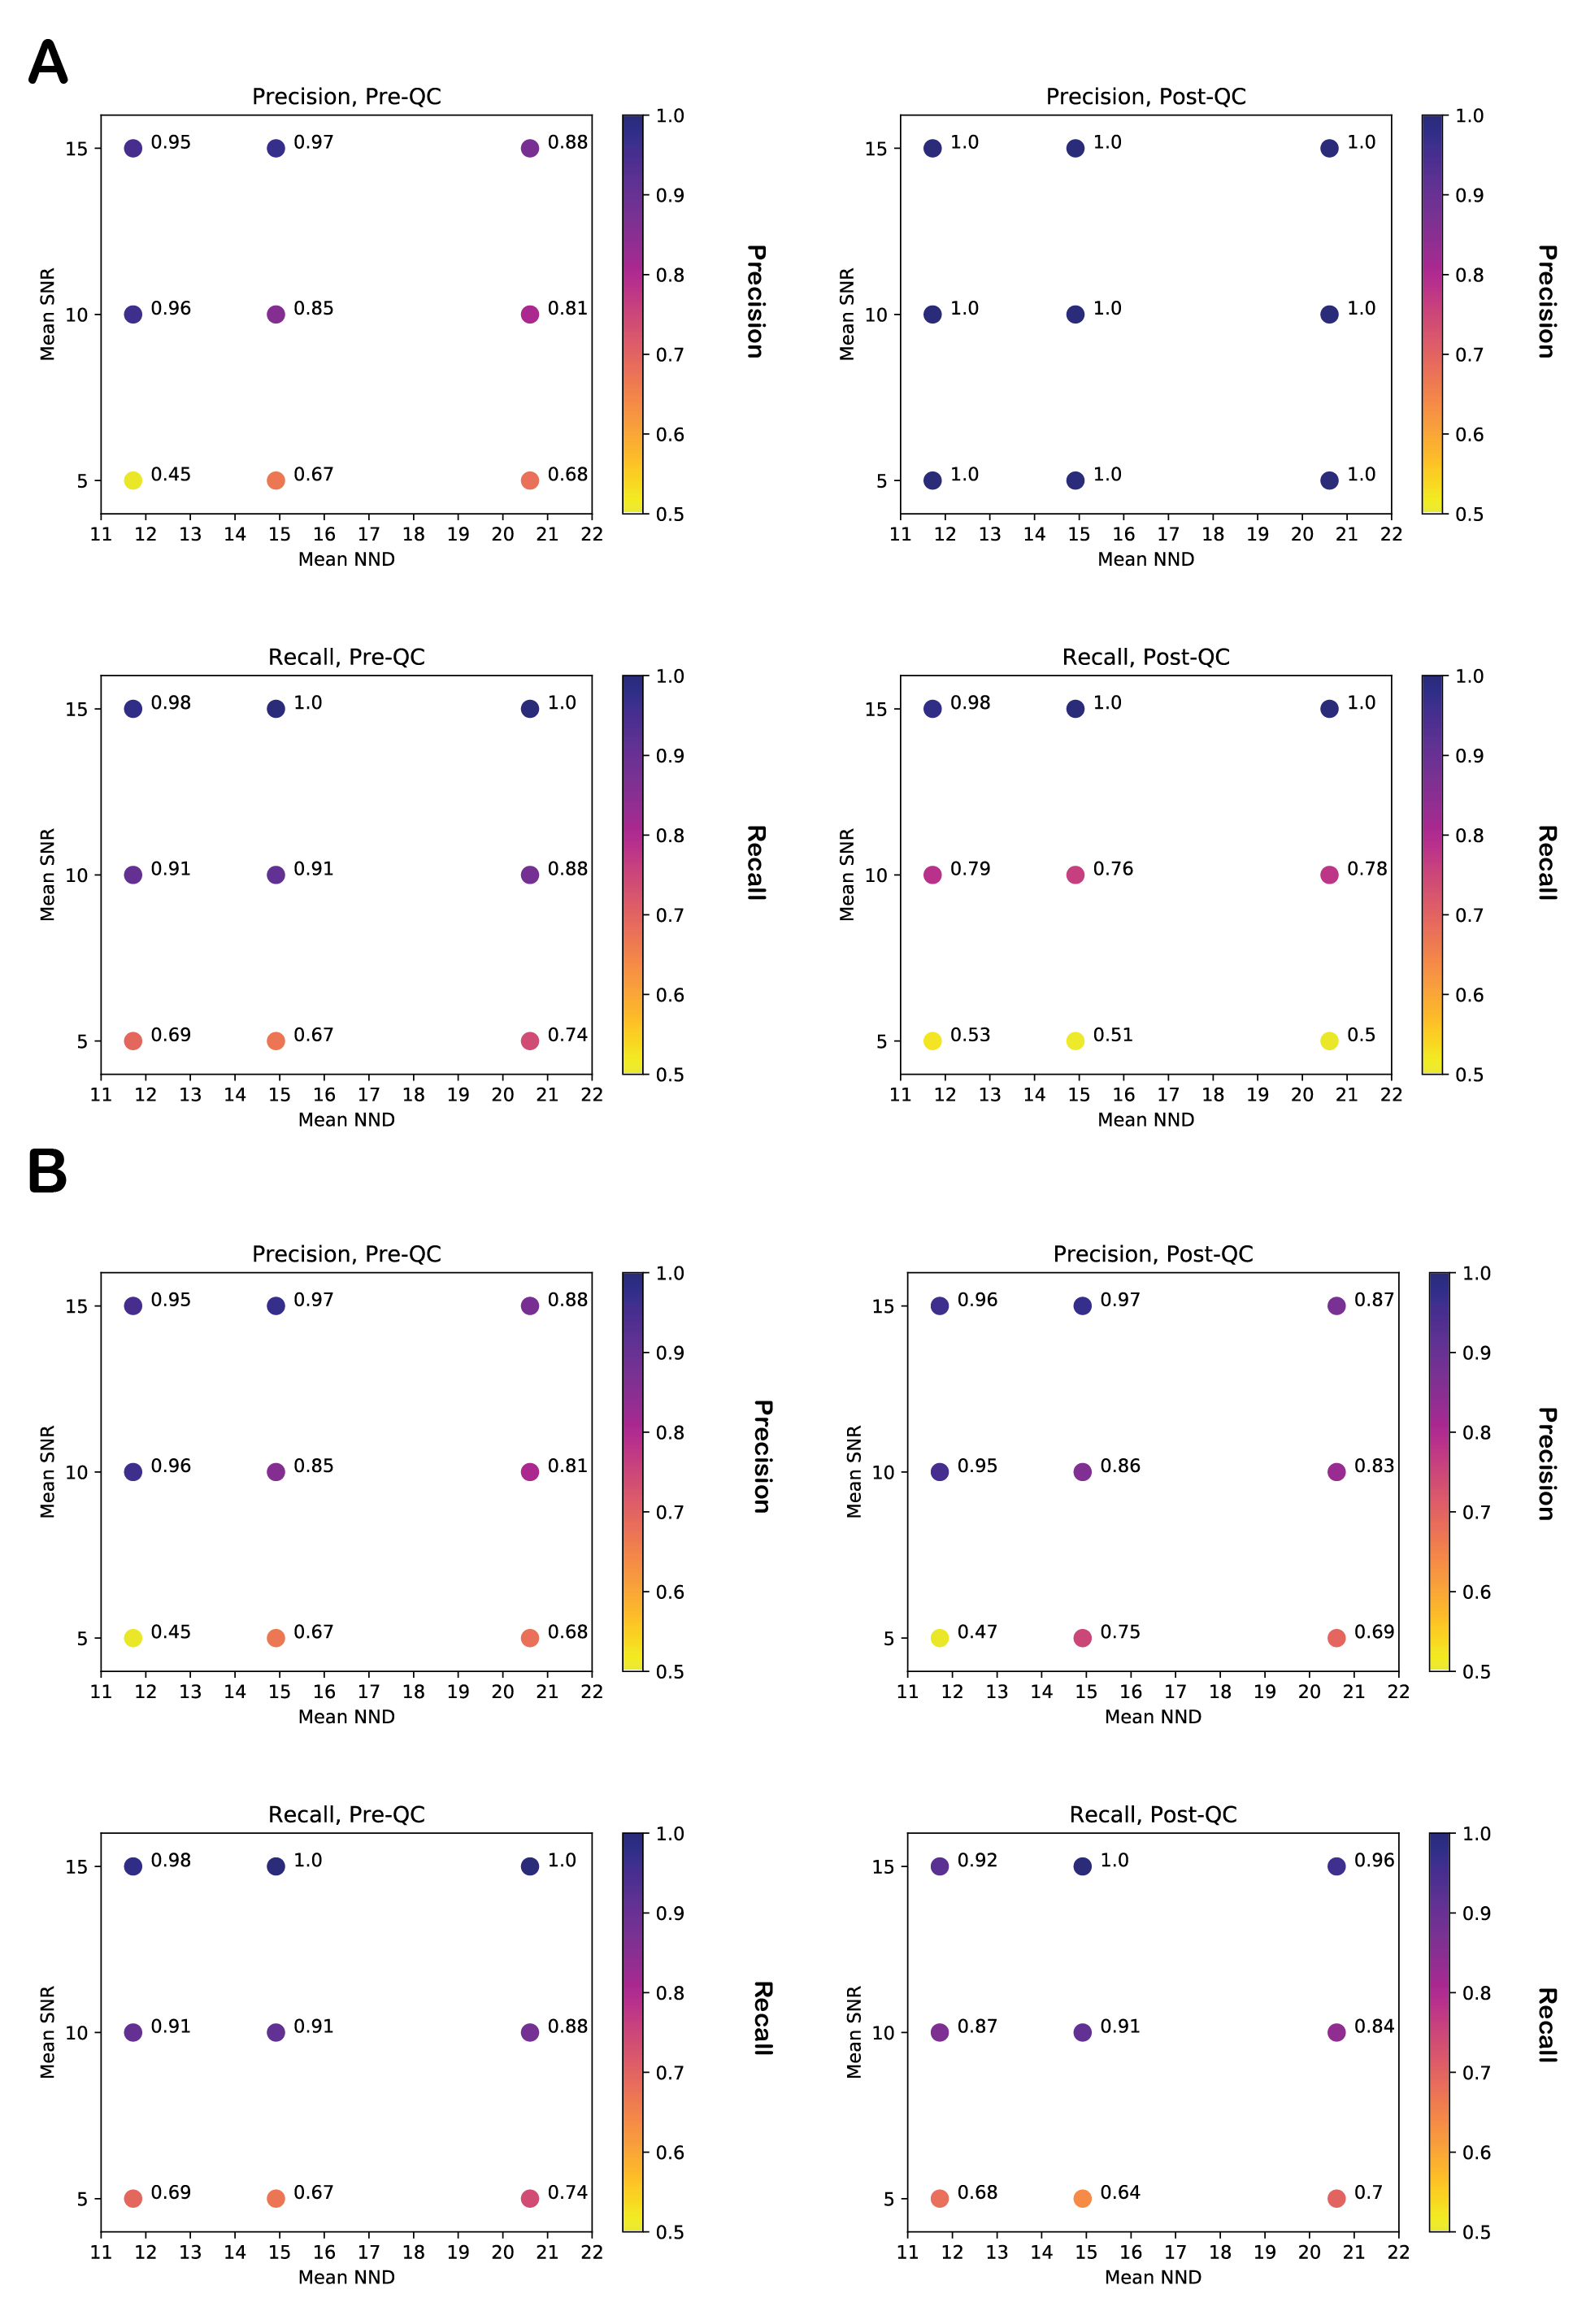 A
Precision, Pre-QC
Mean SNR
15
10
5
0.95 0.97 0.88
0.96 0.85 0.81
0.45 0.67 0.68
11 12 13 14 15 16 17 18 19 20 21 22
Mean NND
1.0
0.9
0.8
0.7
0.6
0.5
Precision
Precision, Post-QC
Mean SNR
15
10
5
1.0 1.0 1.0
1.0 1.0 1.0
1.0 1.0 1.0
11 12 13 14 15 16 17 18 19 20 21 22
Mean NND
1.0
0.9
0.8
0.7
0.6
0.5
Precision
Recall, Pre-QC
Mean SNR
15
10
5
0.98 1.0 1.0
0.91 0.91 0.88
0.69 0.67 0.74
11 12 13 14 15 16 17 18 19 20 21 22
Mean NND
1.0
0.9
0.8
0.7
0.6
0.5
Recall
Recall, Post-QC
Mean SNR
15
10
5
0.98 1.0 1.0
0.79 0.76 0.78
0.53 0.51 0.5
11 12 13 14 15 16 17 18 19 20 21 22
Mean NND
1.0
0.9
0.8
0.7
0.6
0.5
Recall
B
Precision, Pre-QC
Mean SNR
15
10
5
0.95 0.97 0.88
0.96 0.85 0.81
0.45 0.67 0.68
11 12 13 14 15 16 17 18 19 20 21 22
Mean NND
1.0
0.9
0.8
0.7
0.6
0.5
Precision
Precision, Post-QC
Mean SNR
15
10
5
0.96 0.97 0.87
0.95 0.86 0.83
0.47 0.75 0.69
11 12 13 14 15 16 17 18 19 20 21 22
Mean NND
1.0
0.9
0.8
0.7
0.6
0.5
Precision
Recall, Pre-QC
Mean SNR
15
10
5
0.98 1.0 1.0
0.91 0.91 0.88
0.69 0.67 0.74
11 12 13 14 15 16 17 18 19 20 21 22
Mean NND
1.0
0.9
0.8
0.7
0.6
0.5
Recall
Recall, Post-QC
Mean SNR
15
10
5
0.92 1.0 0.96
0.87 0.91 0.84
0.68 0.64 0.7
11 12 13 14 15 16 17 18 19 20 21 22
Mean NND
1.0
0.9
0.8
0.7
0.6
0.5
Recall